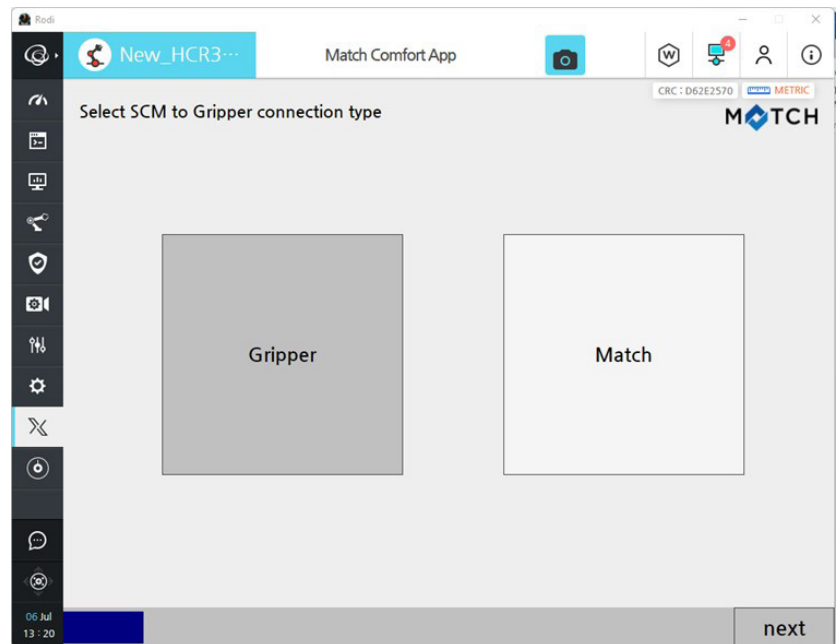 Rodi
New_HCR3···
Match Comfort App
W
4
CRC : D62E2570
METRIC
Select SCM to Gripper connection type
MATCH
Gripper
Match
06 Jul
13 : 20
next